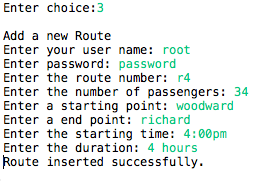 Enter choice:3
Add a new Route
Enter your user name: root
Enter password: password
Enter the route number: r4
Enter the number of passengers: 34
Enter a starting point: woodward
Enter a end point: richard
Enter the starting time: 4:00pm
Enter the duration: 4 hours
Route inserted successfully.